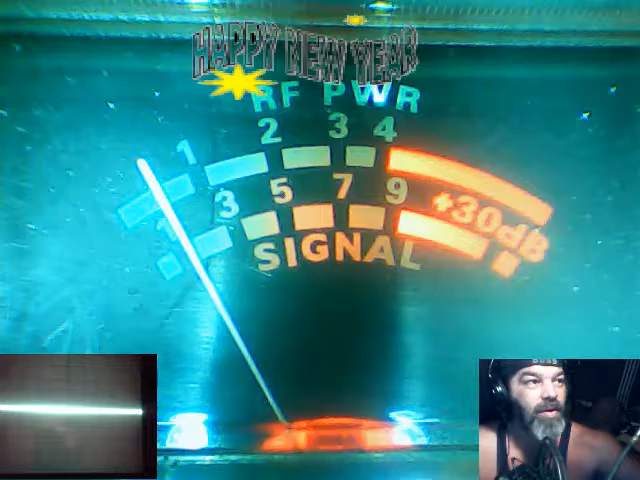 HAPPY NEW YEAR
RF PWR
1 2 3 4
1 3 5 7 9 +30dB
SIGNAL